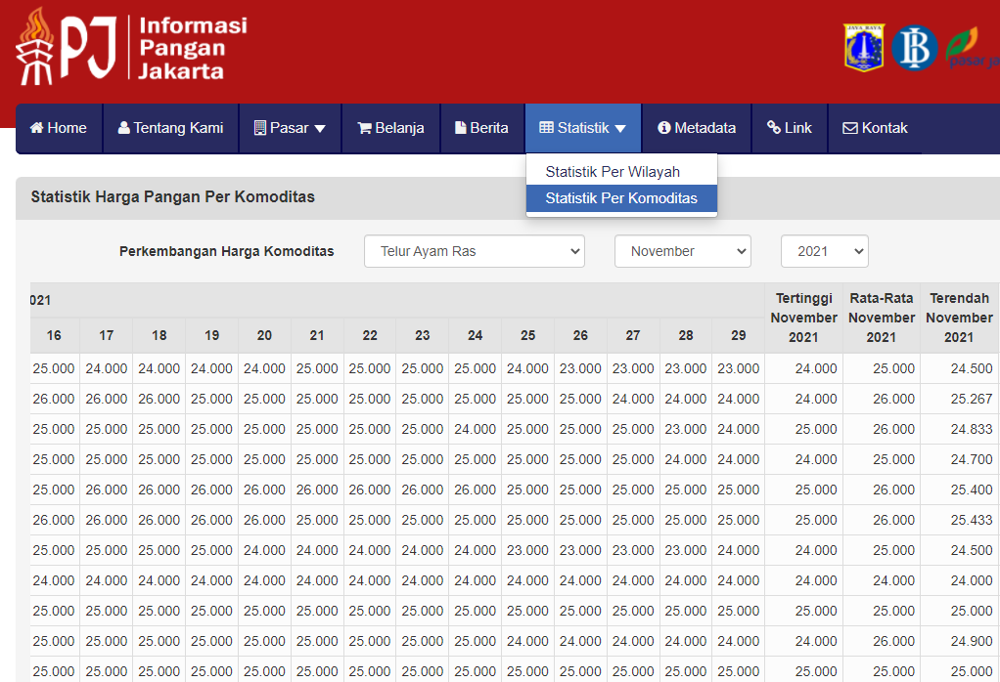 PJ
Informasi
Pangan
Jakarta
JAYA RAYA
Home Tentang Kami Pasar Belanja Berita Statistik Metadata Link Kontak
Statistik Per Wilayah
Statistik Per Komoditas
Statistik Harga Pangan Per Komoditas
Perkembangan Harga Komoditas Telur Ayam Ras November 2021
021 Tertinggi November 2021 Rata-Rata November 2021 Terendah November 2021
16 17 18 19 20 21 22 23 24 25 26 27 28 29
25.000 24.000 24.000 24.000 24.000 25.000 25.000 25.000 25.000 24.000 23.000 23.000 23.000 23.000 24.000 25.000 24.500
26.000 26.000 26.000 25.000 25.000 25.000 25.000 25.000 25.000 25.000 25.000 24.000 24.000 24.000 24.000 26.000 25.267
25.000 25.000 25.000 25.000 25.000 25.000 25.000 25.000 24.000 25.000 25.000 25.000 23.000 24.000 25.000 26.000 24.833
25.000 25.000 25.000 25.000 25.000 25.000 25.000 25.000 25.000 25.000 25.000 25.000 24.000 24.000 24.000 25.000 24.700
25.000 26.000 26.000 26.000 26.000 26.000 26.000 26.000 26.000 25.000 25.000 25.000 25.000 25.000 25.000 26.000 25.400
26.000 26.000 26.000 26.000 26.000 25.000 25.000 25.000 25.000 25.000 25.000 25.000 25.000 25.000 25.000 26.000 25.433
25.000 25.000 25.000 25.000 24.000 24.000 24.000 24.000 24.000 23.000 23.000 23.000 23.000 24.000 24.000 25.000 24.500
24.000 24.000 24.000 24.000 24.000 24.000 24.000 24.000 24.000 24.000 24.000 24.000 24.000 24.000 24.000 24.000 24.000
25.000 25.000 25.000 25.000 25.000 25.000 25.000 25.000 25.000 25.000 25.000 25.000 25.000 25.000 25.000 25.000 25.000
25.000 25.000 25.000 25.000 25.000 25.000 25.000 25.000 25.000 24.000 24.000 24.000 24.000 24.000 24.000 26.000 24.900
25.000 25.000 25.000 25.000 25.000 25.000 25.000 25.000 25.000 25.000 25.000 25.000 25.000 25.000 25.000 25.000 25.000